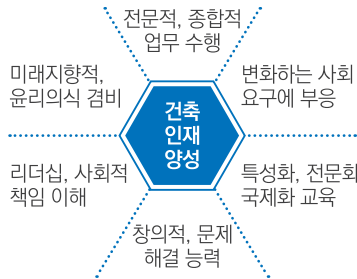 전문적, 종합적
업무 수행
미래지향적,
윤리의식 겸비
변화하는 사회
요구에 부응
건축
인재
양성
리더십, 사회적
책임 이해
특성화, 전문화
국제화 교육
창의적, 문제
해결 능력